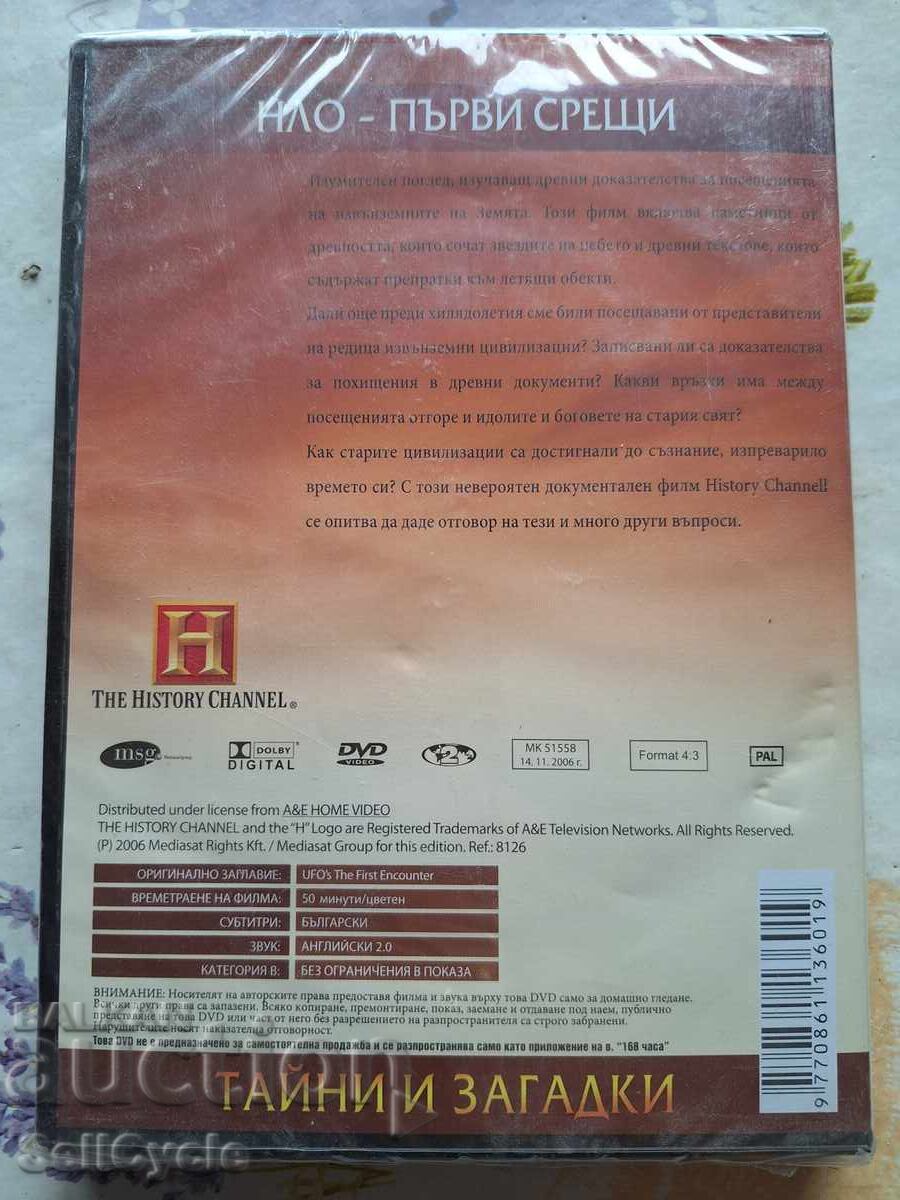 НЛО - ПЪРВИ СРЕЩИ
Изумителен поглед, изучаващ древни доказателства за посещенията
на извънземните на Земята. Този филм включва паметници от
древността, които сочат звездите на небето и древни текстове, които
съдържат препратки към летящи обекти.
Дали още преди хилядолетия сме били посещавани от представители
на редица извънземни цивилизации? Записвани ли са доказателства
за похищения в древни документи? Какви връзки има между
посещенията отгоре и идолите и боговете на стария свят?
Как старите цивилизации са достигнали до съзнание, изпреварило
времето си? С този невероятен документален филм History Channell
се опитва да даде отговор на тези и много други въпроси.
H
THE HISTORY CHANNEL®
msg
DOLBY
DIGITAL
DVD
VIDEO
2
MK 51558
14. 11. 2006 г.
Format 4:3
PAL
Distributed under license from A&E HOME VIDEO
THE HISTORY CHANNEL and the “H” Logo are Registered Trademarks of A&E Television Networks. All Rights Reserved.
(P) 2006 Mediasat Rights Kft. / Mediasat Group for this edition. Ref.: 8126
ОРИГИНАЛНО ЗАГЛАВИЕ: UFO's The First Encounter
ВРЕМЕТРАЕНЕ НА ФИЛМА: 50 минути/цветен
СУБТИТРИ: БЪЛГАРСКИ
ЗВУК: АНГЛИЙСКИ 2.0
КАТЕГОРИЯ В: БЕЗ ОГРАНИЧЕНИЯ В ПОКАЗА
ВНИМАНИЕ: Носителят на авторските права предоставя филма и звука върху това DVD само за домашно гледане.
Всички други права са запазени. Всяко копиране, премонтиране, показ, заемане и отдаване под наем, публично
представяне на това DVD или част от него без разрешението на разпространителя са строго забранени.
Нарушителите носят наказателна отговорност.
Това DVD не е предназначено за самостоятелна продажба и се разпространява само като приложение на в. “168 часа”
9 770861 136019
ТАЙНИ И ЗАГАДКИ
BALKAN
auction
SellCycle